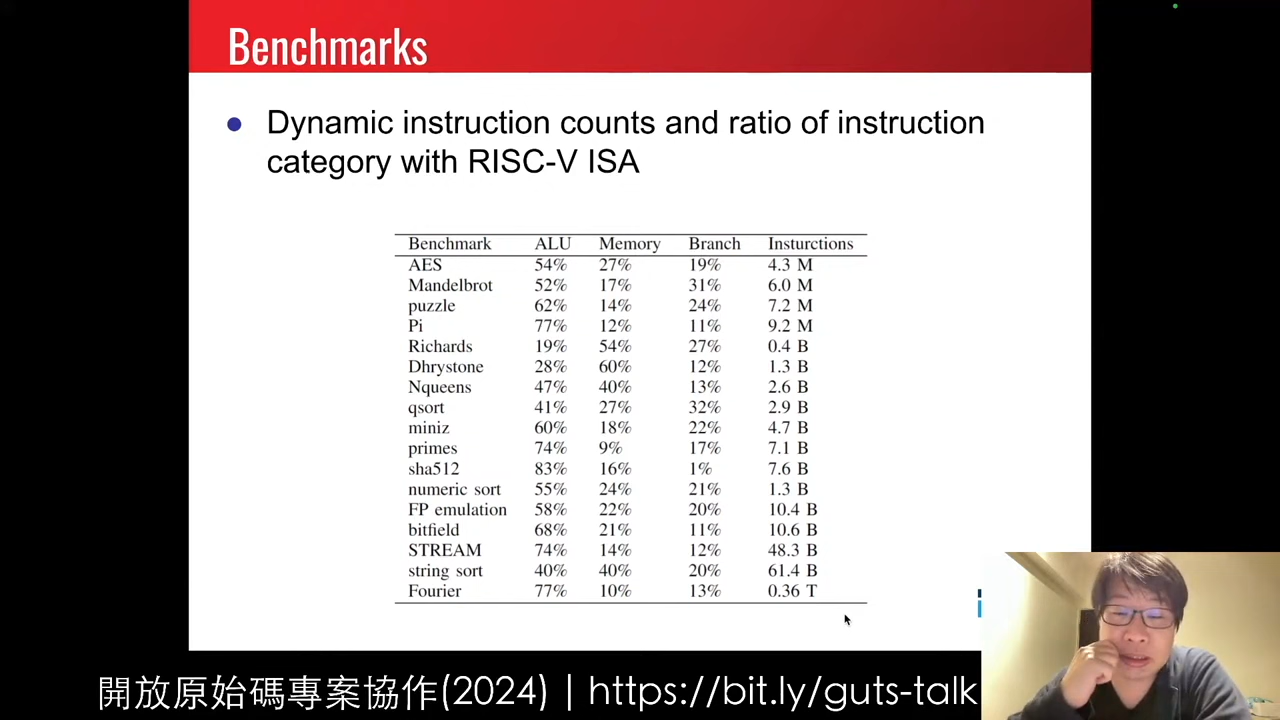 Benchmarks
● Dynamic instruction counts and ratio of instruction
category with RISC-V ISA
Benchmark ALU Memory Branch Insturctions
AES 54% 27% 19% 4.3 M
Mandelbrot 52% 17% 31% 6.0 M
puzzle 62% 14% 24% 7.2 M
Pi 77% 12% 11% 9.2 M
Richards 19% 54% 27% 0.4 B
Dhrystone 28% 60% 12% 1.3 B
Nqueens 47% 40% 13% 2.6 B
qsort 41% 27% 32% 2.9 B
miniz 60% 18% 22% 4.7 B
primes 74% 9% 17% 7.1 B
sha512 83% 16% 1% 7.6 B
numeric sort 55% 24% 21% 1.3 B
FP emulation 58% 22% 20% 10.4 B
bitfield 68% 21% 11% 10.6 B
STREAM 74% 14% 12% 48.3 B
string sort 40% 40% 20% 61.4 B
Fourier 77% 10% 13% 0.36 T
開放原始碼專案協作(2024) | https://bit.ly/guts-talk